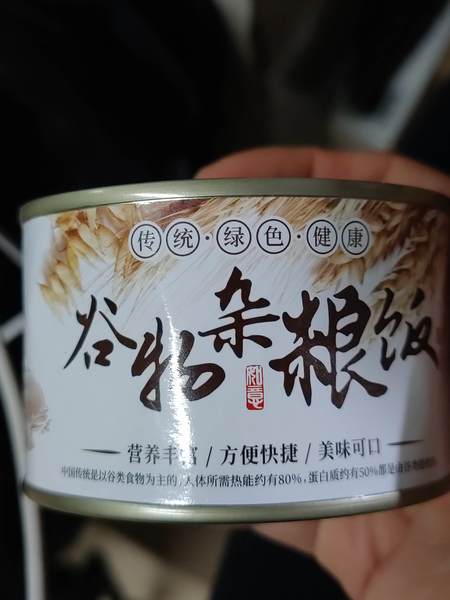 传统·绿色·健康
谷物杂粮饭
如意
营养丰富/方便快捷/美味可口
中国传统是以谷类食物为主的,人体所需热能约有80%,蛋白质约有50%都是由谷